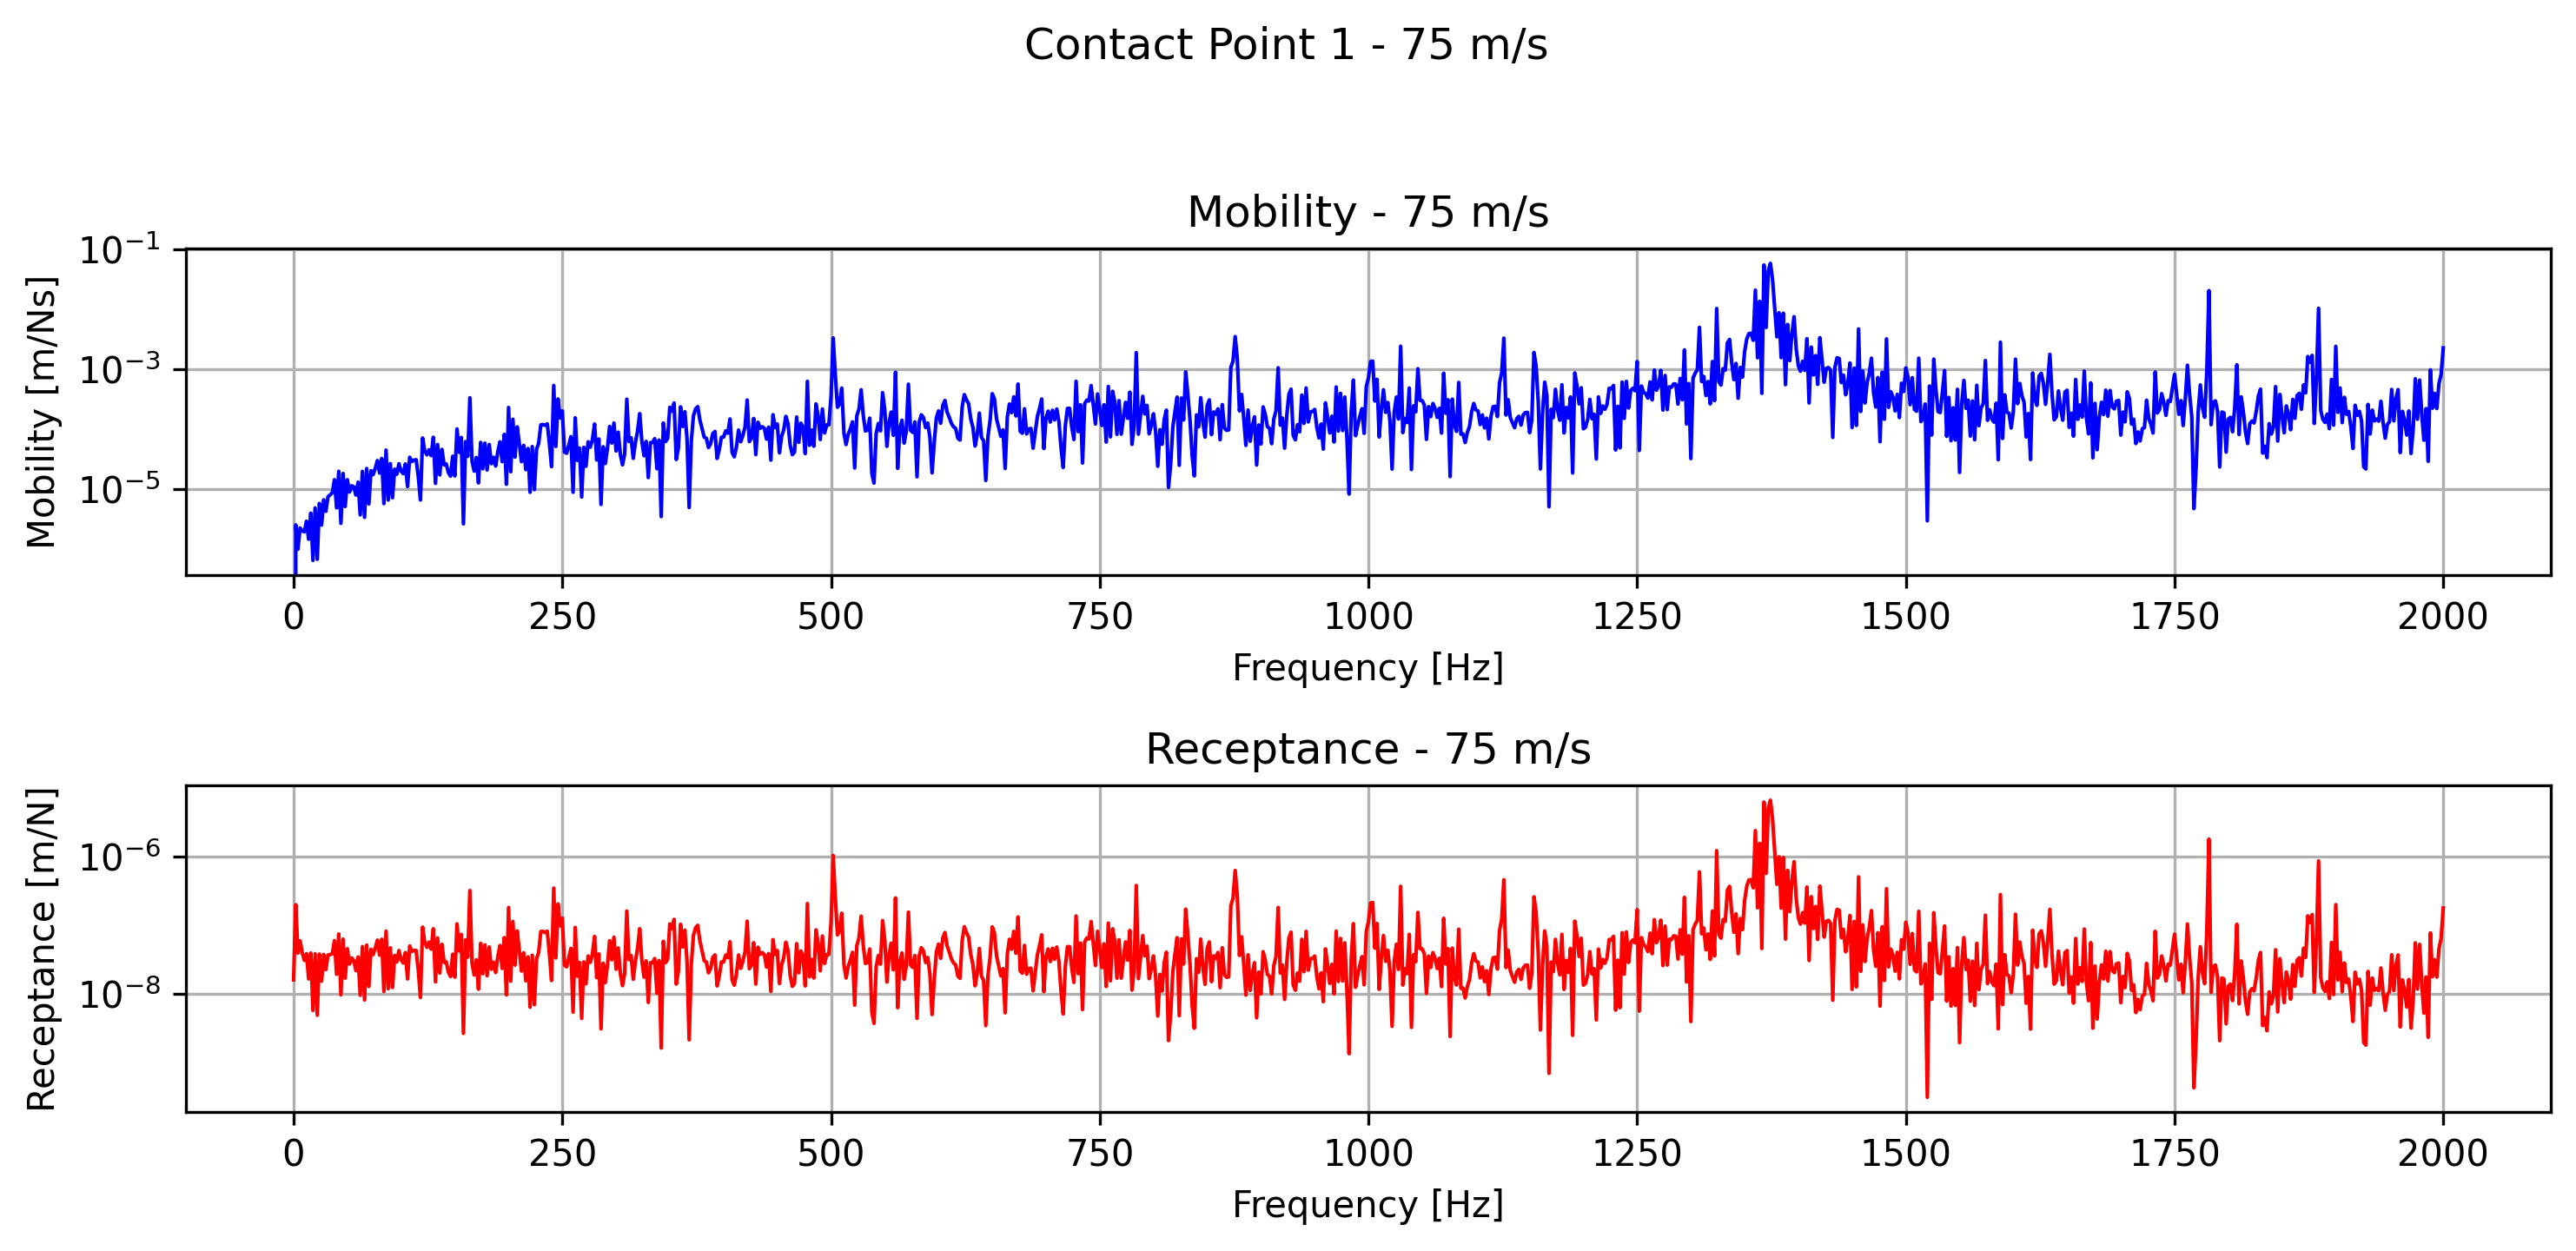 Contact Point 1 - 75 m/s
Mobility - 75 m/s
Mobility [m/Ns]
10⁻¹
10⁻³
10⁻⁵
0 250 500 750 1000 1250 1500 1750 2000
Frequency [Hz]
Receptance - 75 m/s
Receptance [m/N]
10⁻⁶
10⁻⁸
0 250 500 750 1000 1250 1500 1750 2000
Frequency [Hz]